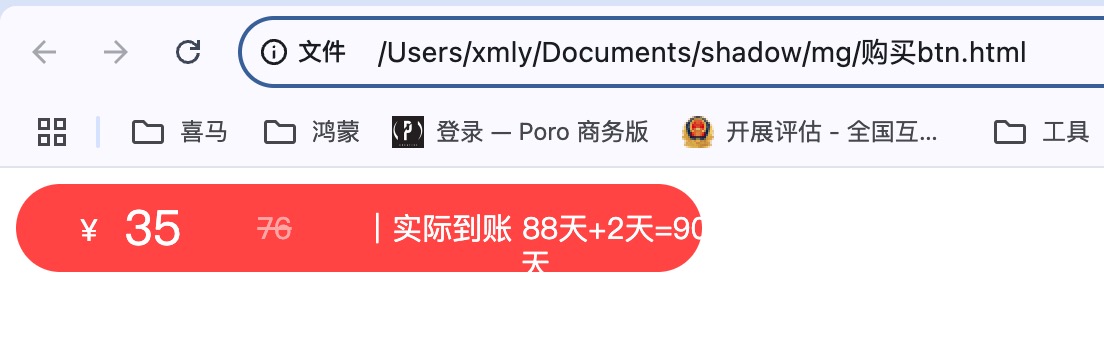 文件 /Users/xmly/Documents/shadow/mg/购买btn.html
喜马 鸿蒙 登录 — Poro 商务版 开展评估 - 全国互... 工具
¥ 35 76 | 实际到账 88天+2天=90
天